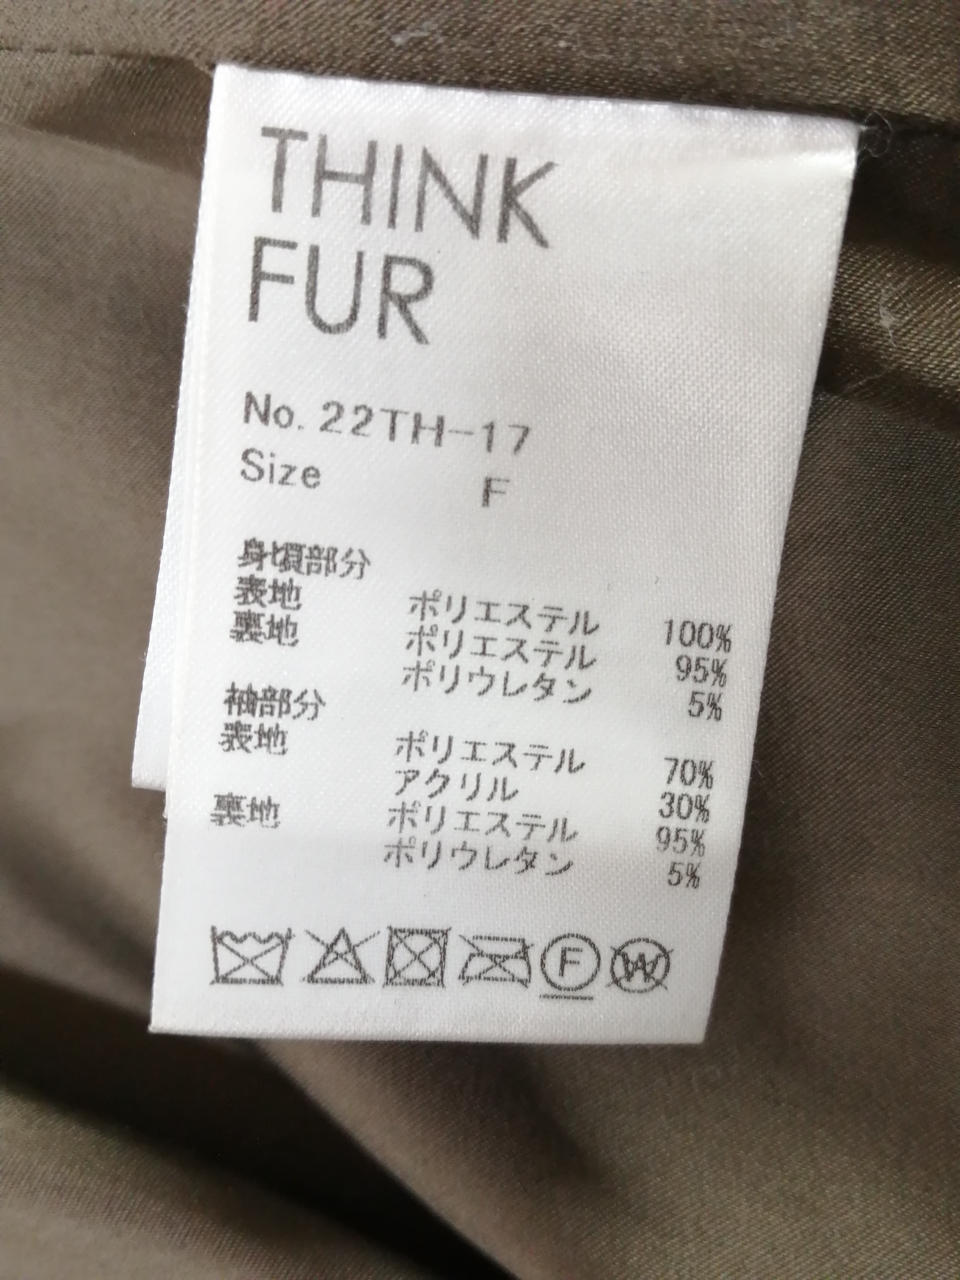 THINK
FUR
No. 22TH-17
Size F
身頃部分
表地 ポリエステル 100%
裏地 ポリエステル 95%
ポリウレタン 5%
袖部分
表地 ポリエステル 70%
アクリル 30%
裏地 ポリエステル 95%
ポリウレタン 5%
F W